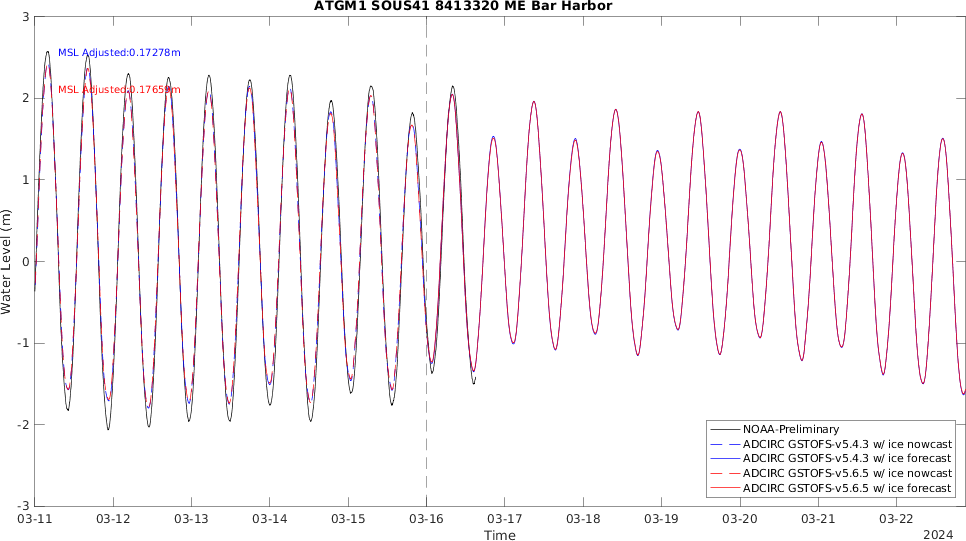 ATGM1 SOUS41 8413320 ME Bar Harbor
3
MSL Adjusted:0.17278m
MSL Adjusted:0.17659m
2
1
0
-1
-2
-3
Water Level (m)
NOAA-Preliminary
ADCIRC GSTOFS-v5.4.3 w/ ice nowcast
ADCIRC GSTOFS-v5.4.3 w/ ice forecast
ADCIRC GSTOFS-v5.6.5 w/ ice nowcast
ADCIRC GSTOFS-v5.6.5 w/ ice forecast
03-11 03-12 03-13 03-14 03-15 03-16 03-17 03-18 03-19 03-20 03-21 03-22
Time
2024